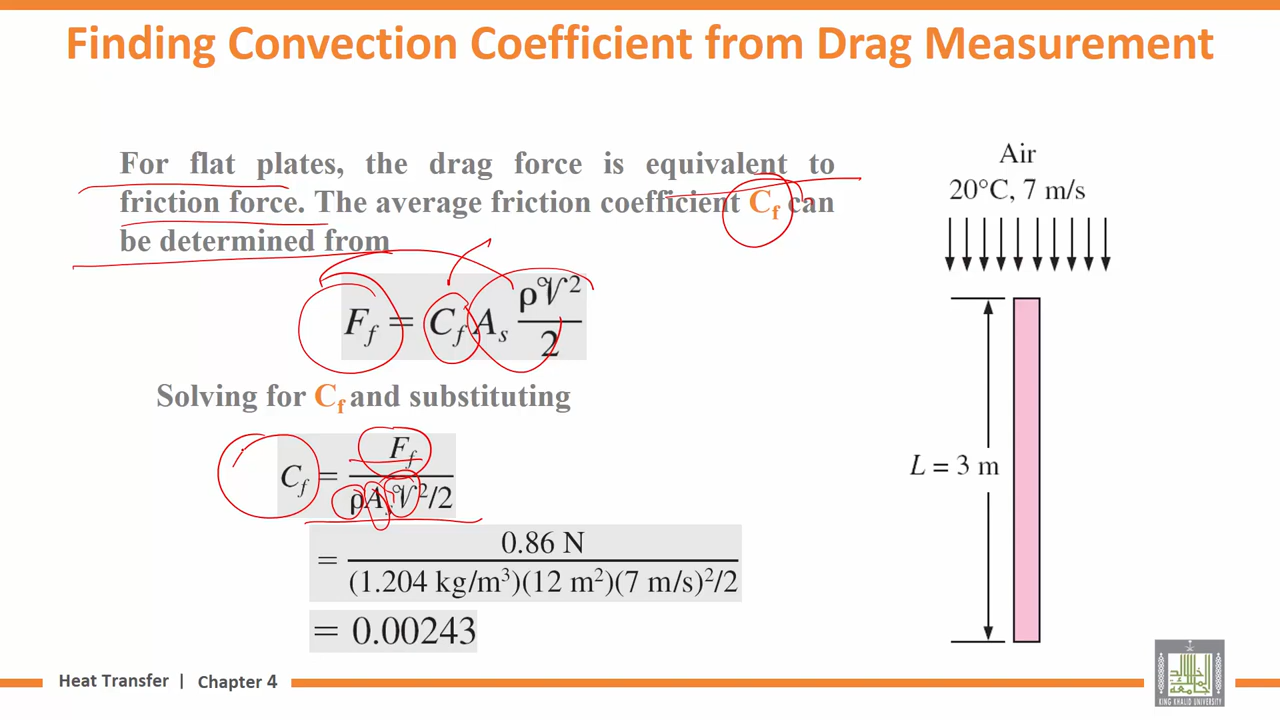 Finding Convection Coefficient from Drag Measurement
For flat plates, the drag force is equivalent to
friction force. The average friction coefficient Cf can
be determined from
Ff = Cf As ρ𝒱²/2
Solving for Cf and substituting
Cf = Ff / ρAs𝒱²/2
= 0.86 N / (1.204 kg/m³)(12 m²)(7 m/s)²/2
= 0.00243
Air
20°C, 7 m/s
L = 3 m
Heat Transfer | Chapter 4
KING KHALID UNIVERSITY